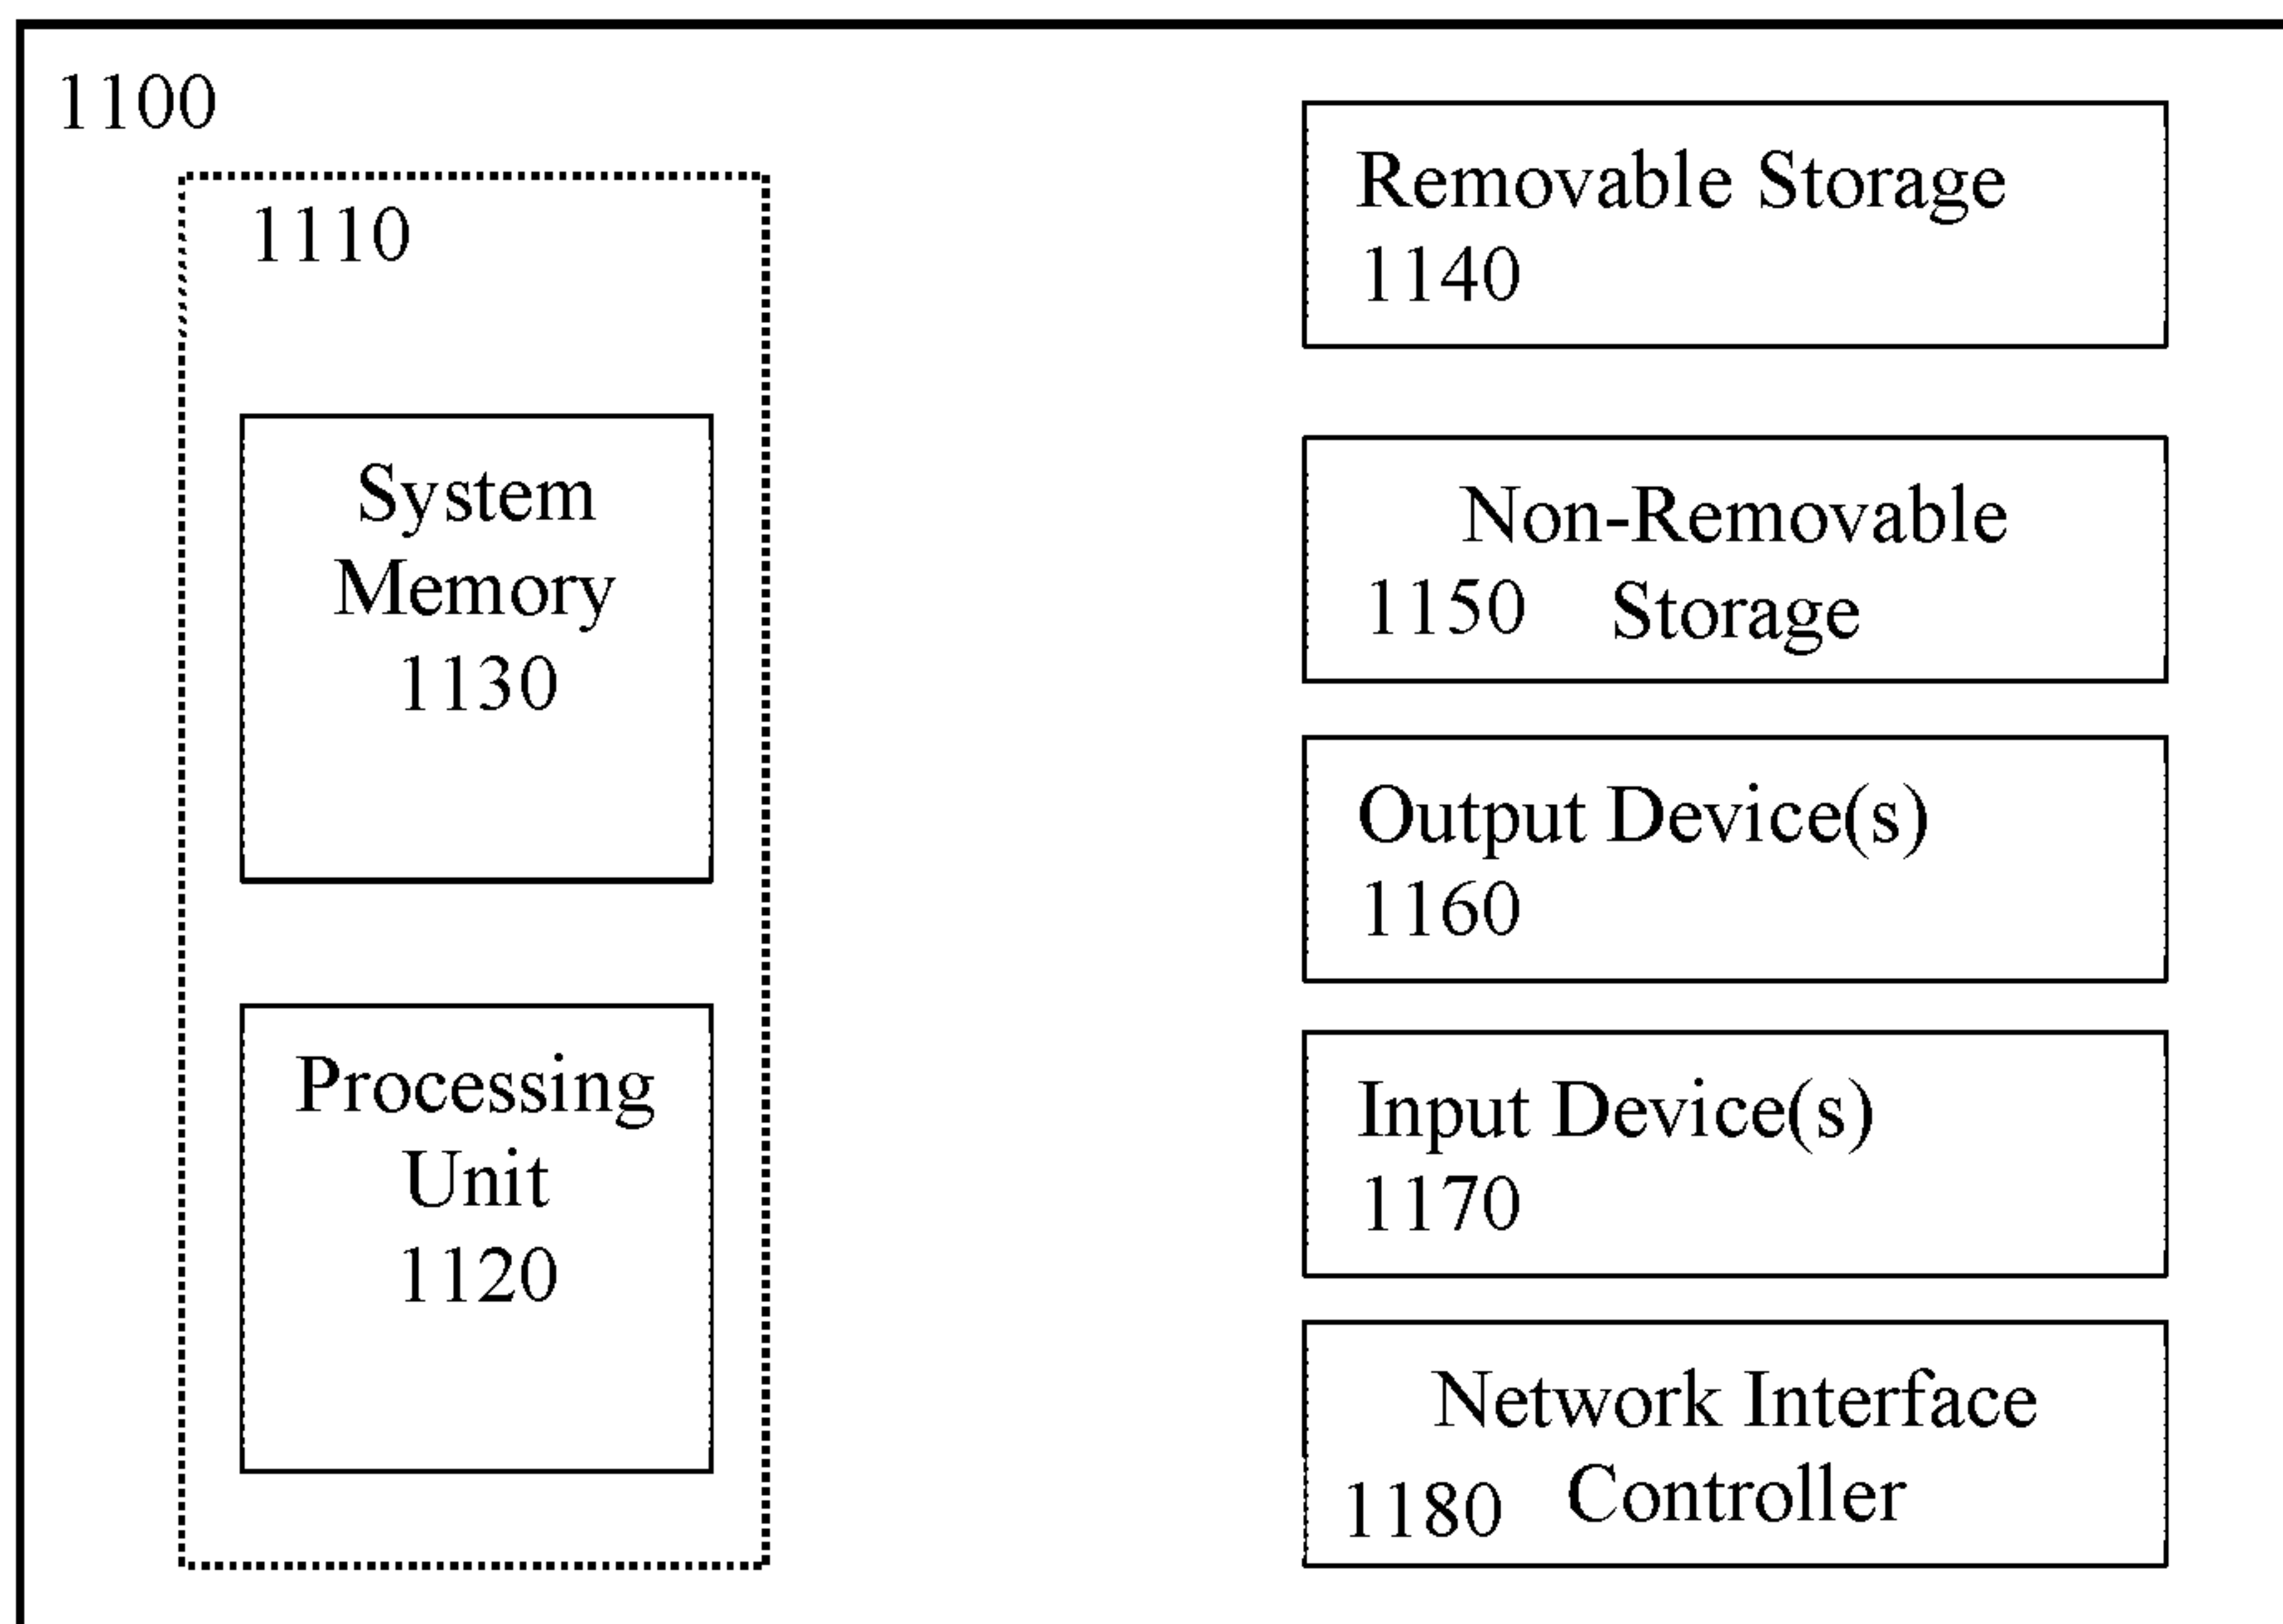 1100
1110
System
Memory
1130
Processing
Unit
1120
Removable Storage
1140
Non-Removable
1150 Storage
Output Device(s)
1160
Input Device(s)
1170
Network Interface
1180 Controller